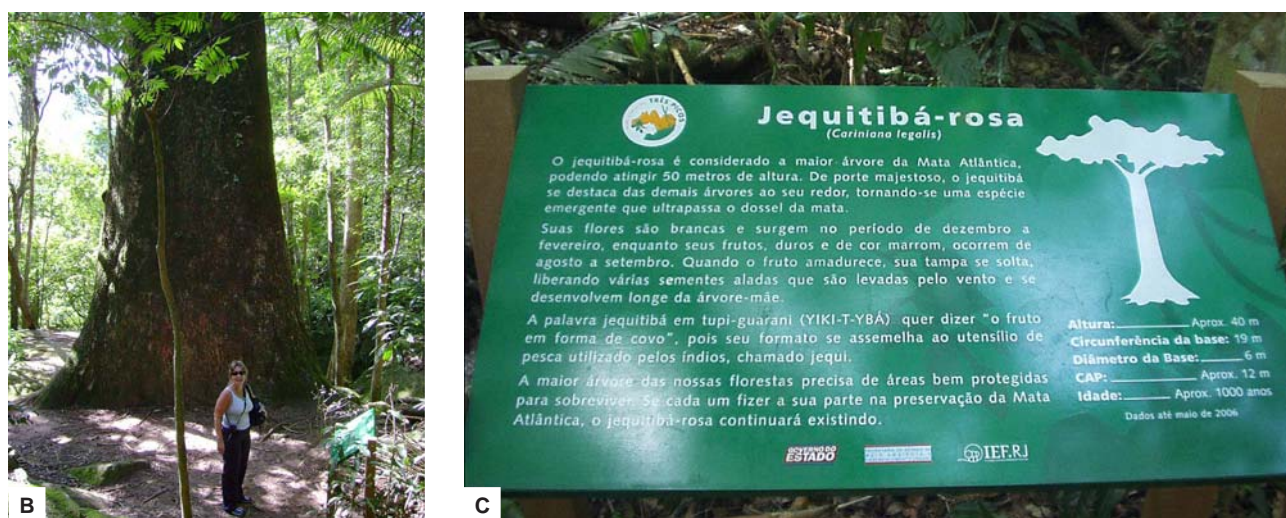 TRÊS PICOS
Jequitibá-rosa
(Cariniana legalis)
O jequitibá-rosa é considerado a maior árvore da Mata Atlântica,
podendo atingir 50 metros de altura. De porte majestoso, o jequitibá
se destaca das demais árvores ao seu redor, tornando-se uma espécie
emergente que ultrapassa o dossel da mata.
Suas flores são brancas e surgem no período de dezembro a
fevereiro, enquanto seus frutos, duros e de cor marrom, ocorrem de
agosto a setembro. Quando o fruto amadurece, sua tampa se solta,
liberando várias sementes aladas que são levadas pelo vento e se
desenvolvem longe da árvore-mãe.
A palavra jequitibá em tupi-guarani (YIKI-T-YBÁ) quer dizer "o fruto
em forma de covo", pois seu formato se assemelha ao utensílio de
pesca utilizado pelos índios, chamado jequi.
A maior árvore das nossas florestas precisa de áreas bem protegidas
para sobreviver. Se cada um fizer a sua parte na preservação da Mata
Atlântica, o jequitibá-rosa continuará existindo.
Altura: Aprox. 40 m
Circunferência da base: 19 m
Diâmetro da Base: 6 m
CAP: Aprox. 12 m
Idade: Aprox. 1000 anos
Dados até maio de 2006
GOVERNO DO
ESTADO
IEF.RJ
B
C